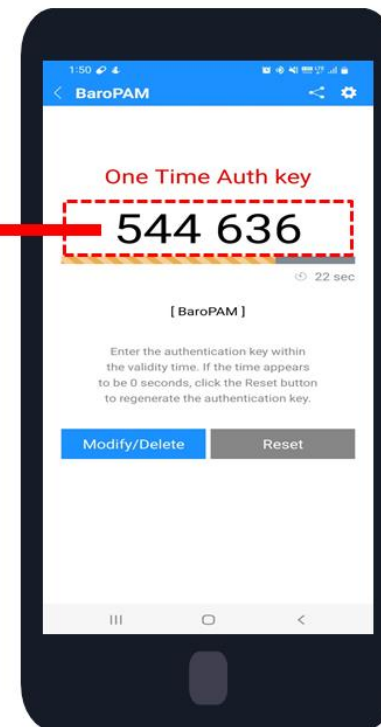 1:50
BaroPAM
One Time Auth key
544 636
22 sec
[ BaroPAM ]
Enter the authentication key within
the validity time. If the time appears
to be 0 seconds, click the Reset button
to regenerate the authentication key.
Modify/Delete Reset